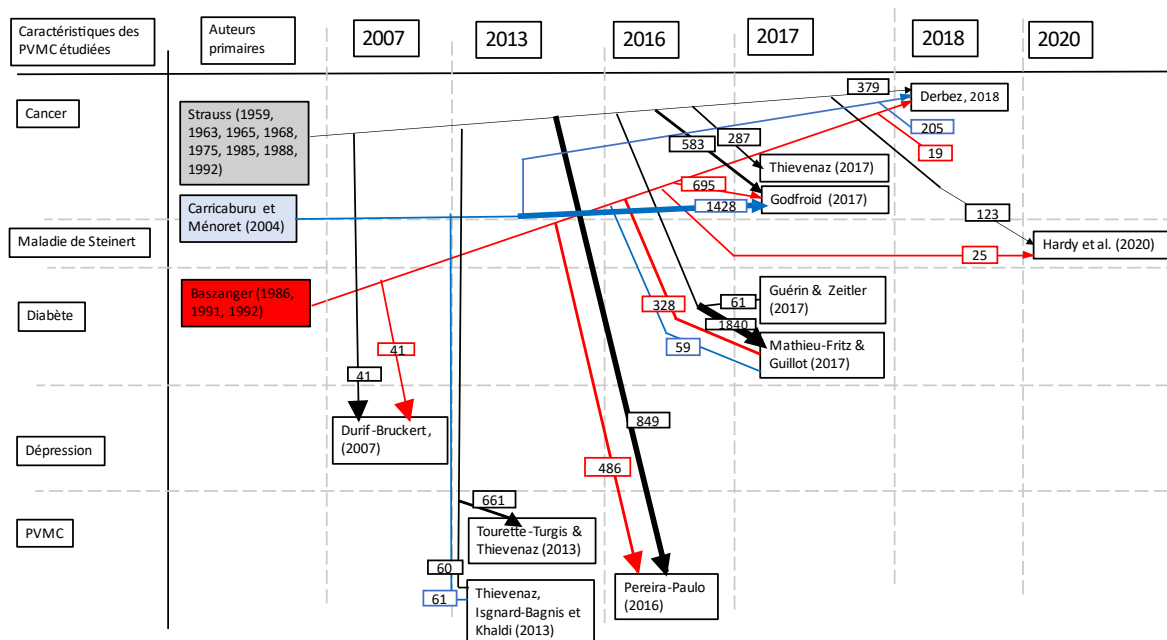 Caractéristiques des
PVMC étudiées
Auteurs
primaires
2007
2013
2016
2017
2018
2020
Cancer
Strauss (1959,
1963, 1965, 1968,
1975, 1985, 1988,
1992)
379
Derbez, 2018
205
19
287
583
Thievenaz (2017)
695
Godfroid (2017)
1428
Carricaburu et
Ménoret (2004)
123
Maladie de Steinert
Hardy et al. (2020)
25
Baszanger (1986,
1991, 1992)
Diabète
Guérin & Zeitler
(2017)
61
328
1840
59
Mathieu-Fritz &
Guillot (2017)
41
41
Durif-Bruckert,
(2007)
849
Dépression
486
661
PVMC
Tourette-Turgis &
Thievenaz (2013)
60
61
Thievenaz,
Isgnard-Bagnis et
Khaldi (2013)
Pereira-Paulo
(2016)